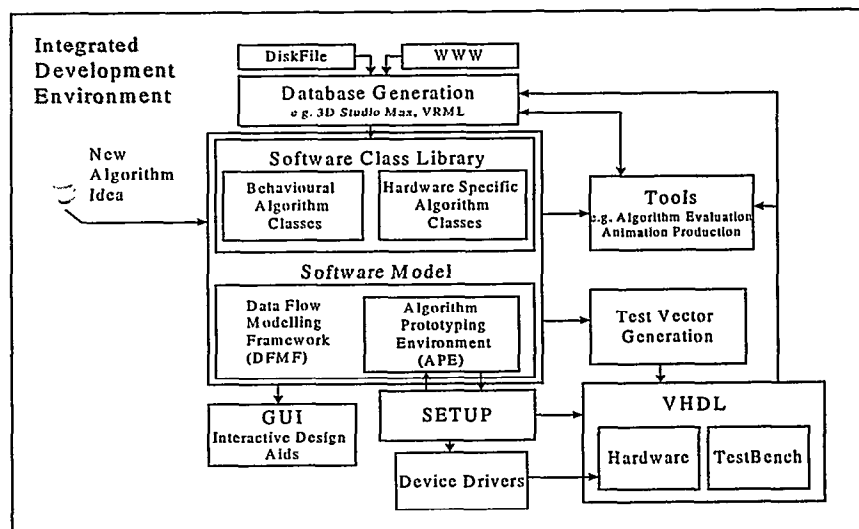 Integrated
Development
Environment
DiskFile
WWW
Database Generation
e.g. 3D Studio Max, VRML
New
Algorithm
Idea
Software Class Library
Behavioural
Algorithm
Classes
Hardware Specific
Algorithm
Classes
Tools
e.g. Algorithm Evaluation
Animation Production
Software Model
Data Flow
Modelling
Framework
(DFMF)
Algorithm
Prototyping
Environment
(APE)
Test Vector
Generation
GUI
Interactive Design
Aids
SETUP
VHDL
Hardware
TestBench
Device Drivers